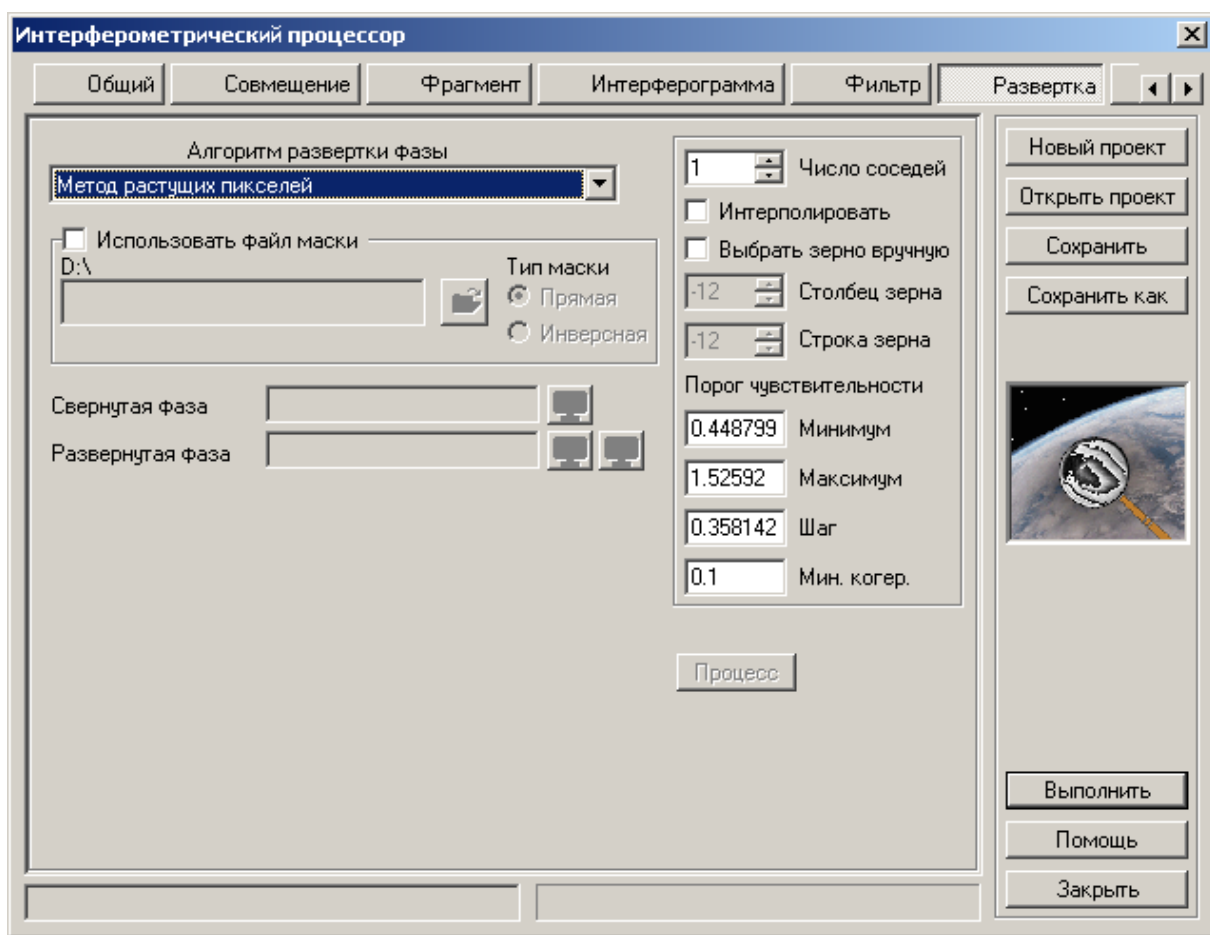 Интерферометрический процессор
Общий Совмещение Фрагмент Интерферограмма Фильтр Развертка
Алгоритм развертки фазы
Метод растущих пикселей
Использовать файл маски
D:\
Тип маски
Прямая
Инверсная
Свернутая фаза
Развернутая фаза
1 Число соседей
Интерполировать
Выбрать зерно вручную
-12 Столбец зерна
-12 Строка зерна
Порог чувствительности
0.448799 Минимум
1.52592 Максимум
0.358142 Шаг
0.1 Мин. когер.
Процесс
Новый проект
Открыть проект
Сохранить
Сохранить как
Выполнить
Помощь
Закрыть